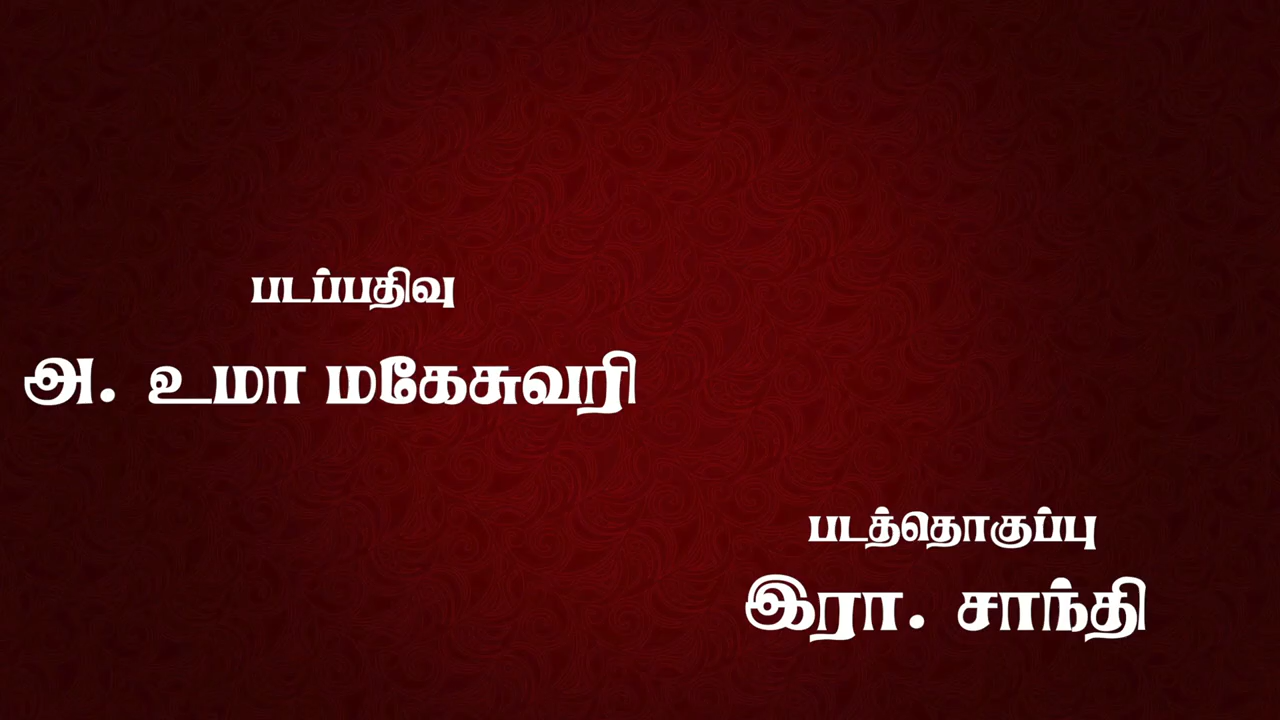 படப்பதிவு
அ. உமா மகேசுவரி
படத்தொகுப்பு
இரா. சாந்தி